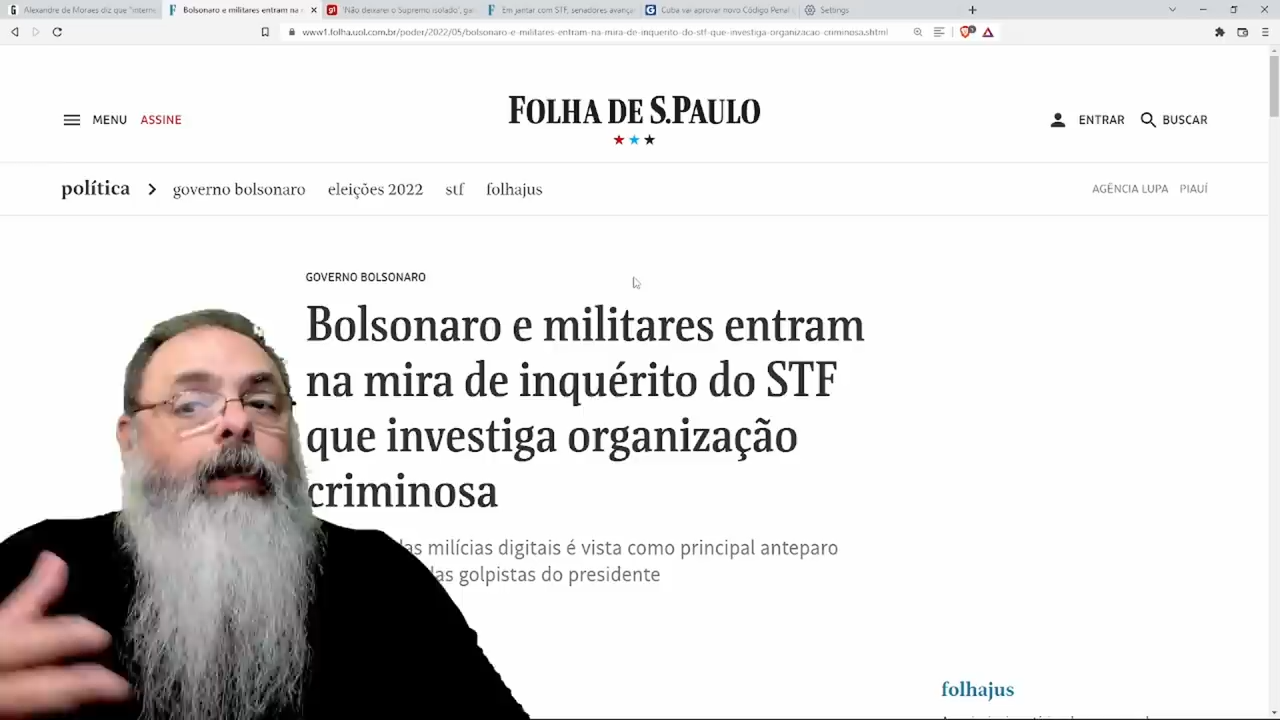 Alexandre de Moraes diz que "intern
Bolsonaro e militares entram na
'Não deixarei o Supremo isolado', ga
Em jantar com STF, senadores avança
Cuba vai aprovar novo Código Penal
Settings
www1.folha.uol.com.br/poder/2022/05/bolsonaro-e-militares-entram-na-mira-de-inquerito-do-stf-que-investiga-organizacao-criminosa.shtml
MENU ASSINE
FOLHA DE S.PAULO
ENTRAR BUSCAR
política governo bolsonaro eleições 2022 stf folhajus
AGÊNCIA LUPA PIAUÍ
GOVERNO BOLSONARO
Bolsonaro e militares entram
na mira de inquérito do STF
que investiga organização
criminosa
das milícias digitais é vista como principal anteparo
golpistas do presidente
folhajus